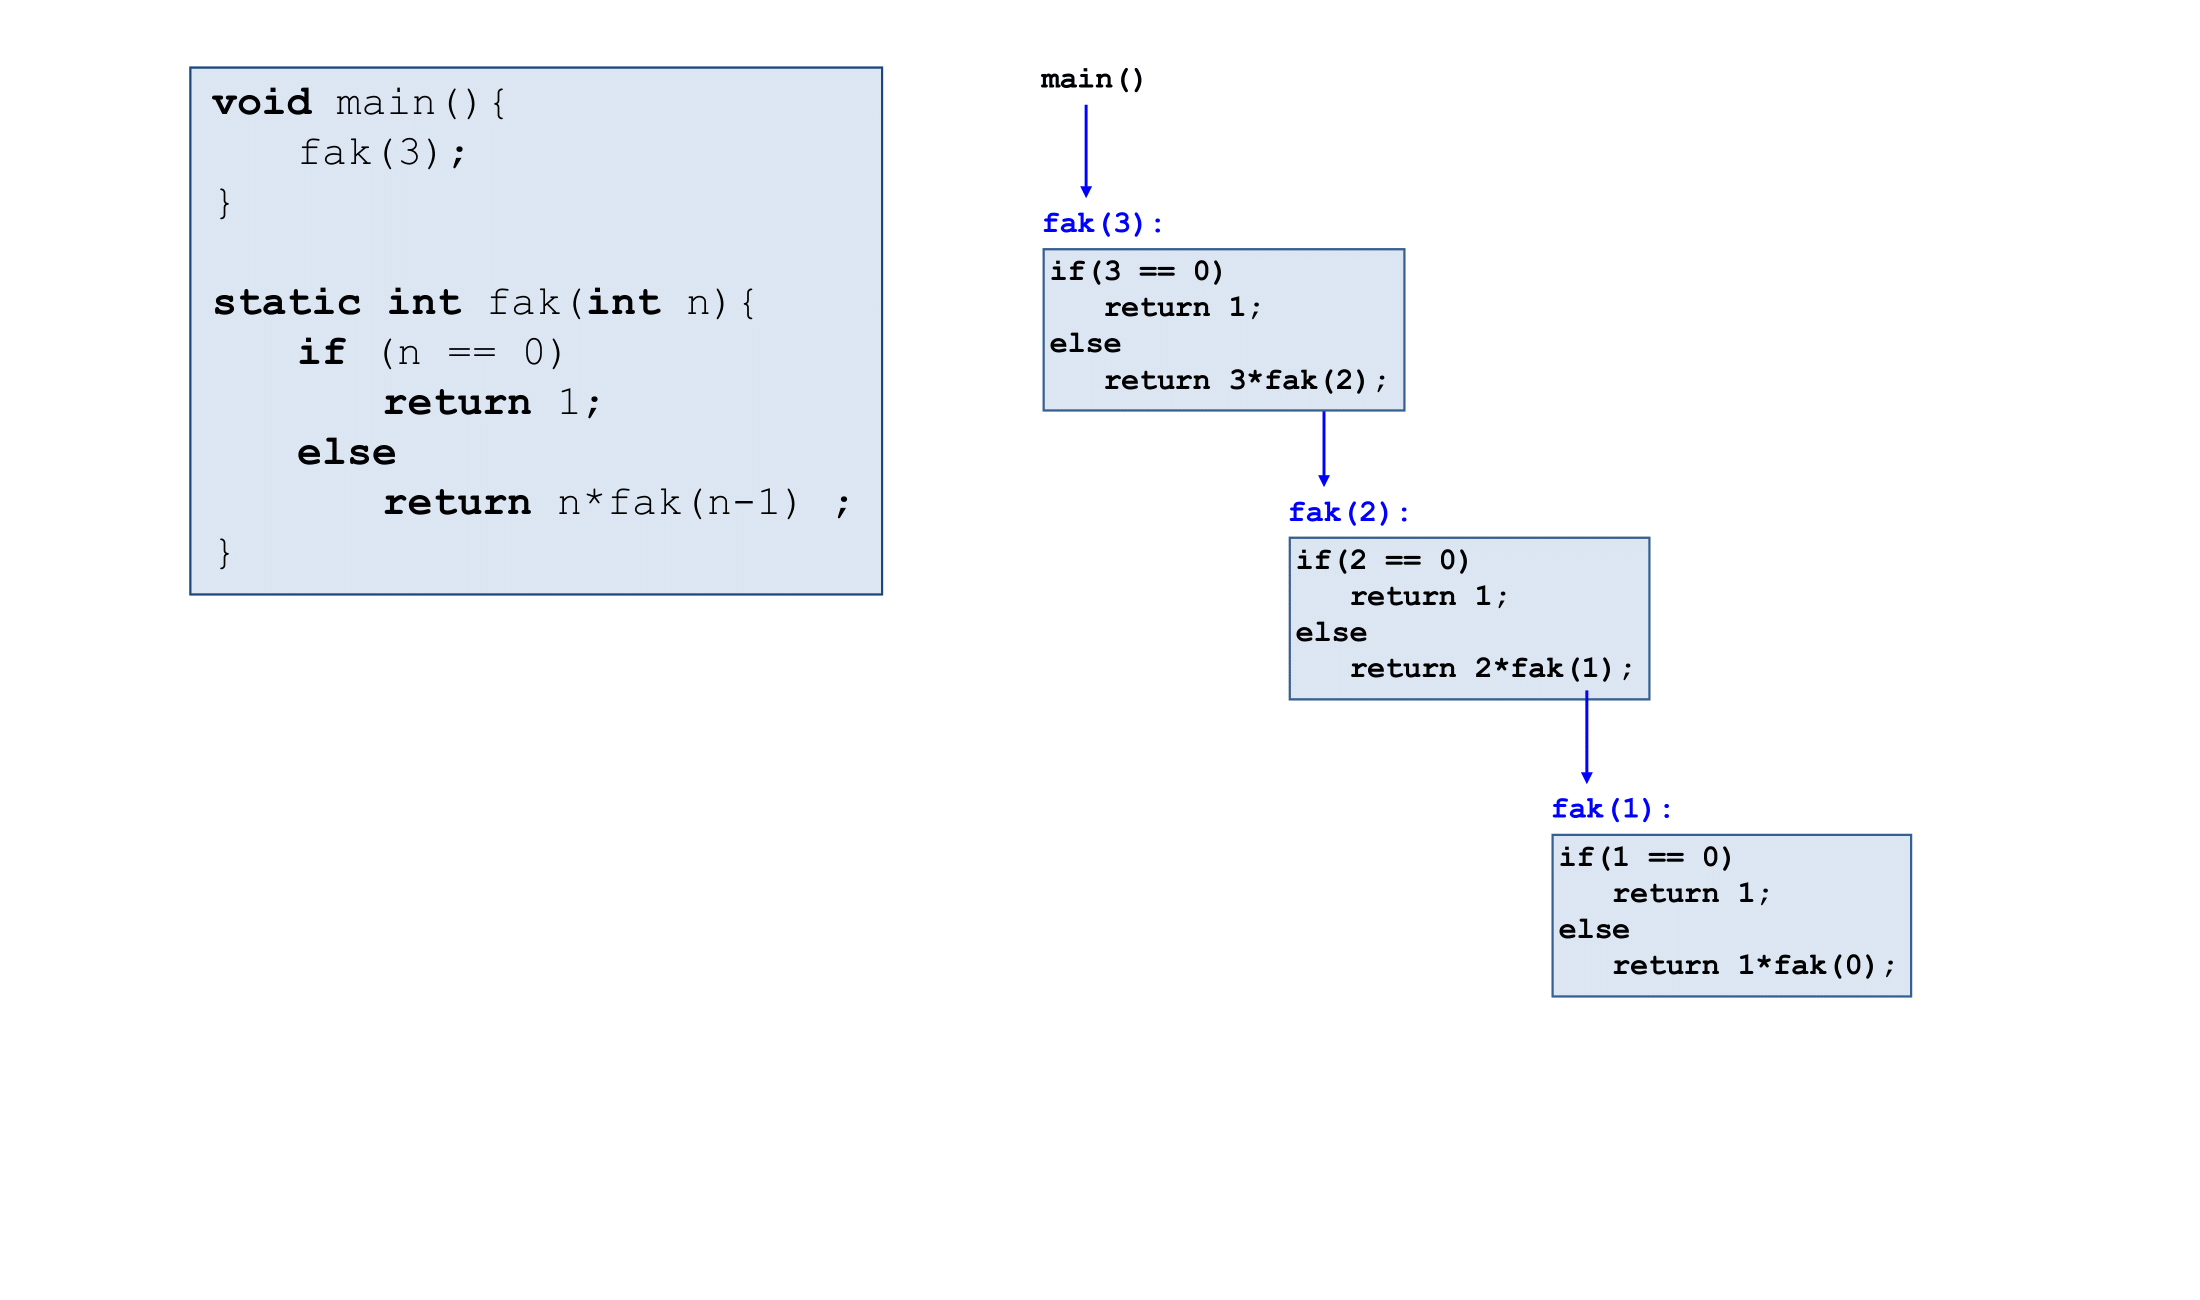 void main(){
fak(3);
}
static int fak(int n){
if (n == 0)
return 1;
else
return n*fak(n-1) ;
}
main()
fak(3):
if(3 == 0)
return 1;
else
return 3*fak(2);
fak(2):
if(2 == 0)
return 1;
else
return 2*fak(1);
fak(1):
if(1 == 0)
return 1;
else
return 1*fak(0);